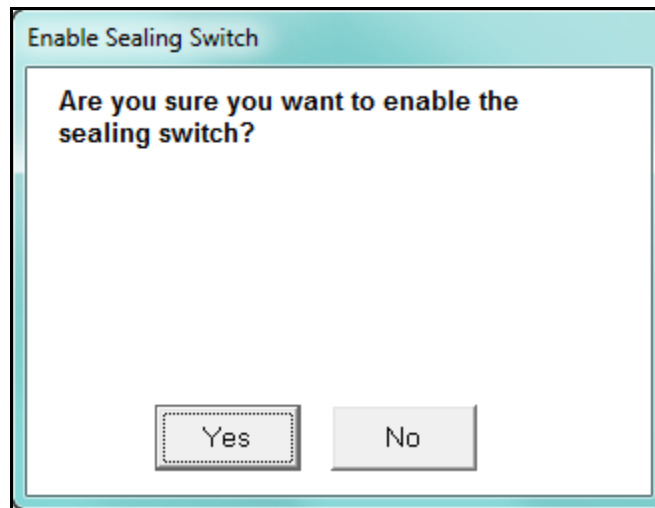 Enable Sealing Switch
Are you sure you want to enable the
sealing switch?
Yes
No